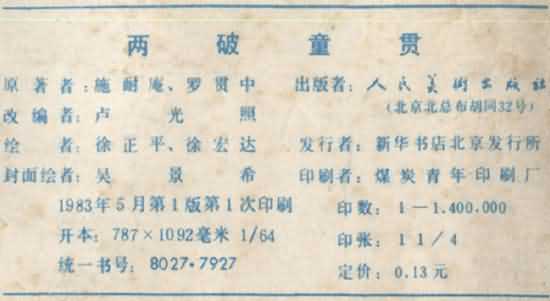 两破童贯
原著者：施耐庵、罗贯中
改编者：卢光照
绘者：徐正平、徐宏达
封面绘者：吴景希
1983年5月第1版第1次印刷
开本：787×1092毫米 1/64
统一书号：8027·7927
出版者：人民美術出版社
（北京北总布胡同32号）
发行者：新华书店北京发行所
印刷者：煤炭青年印刷厂
印数：1—1.400.000
印张：1 1/4
定价：0.13元